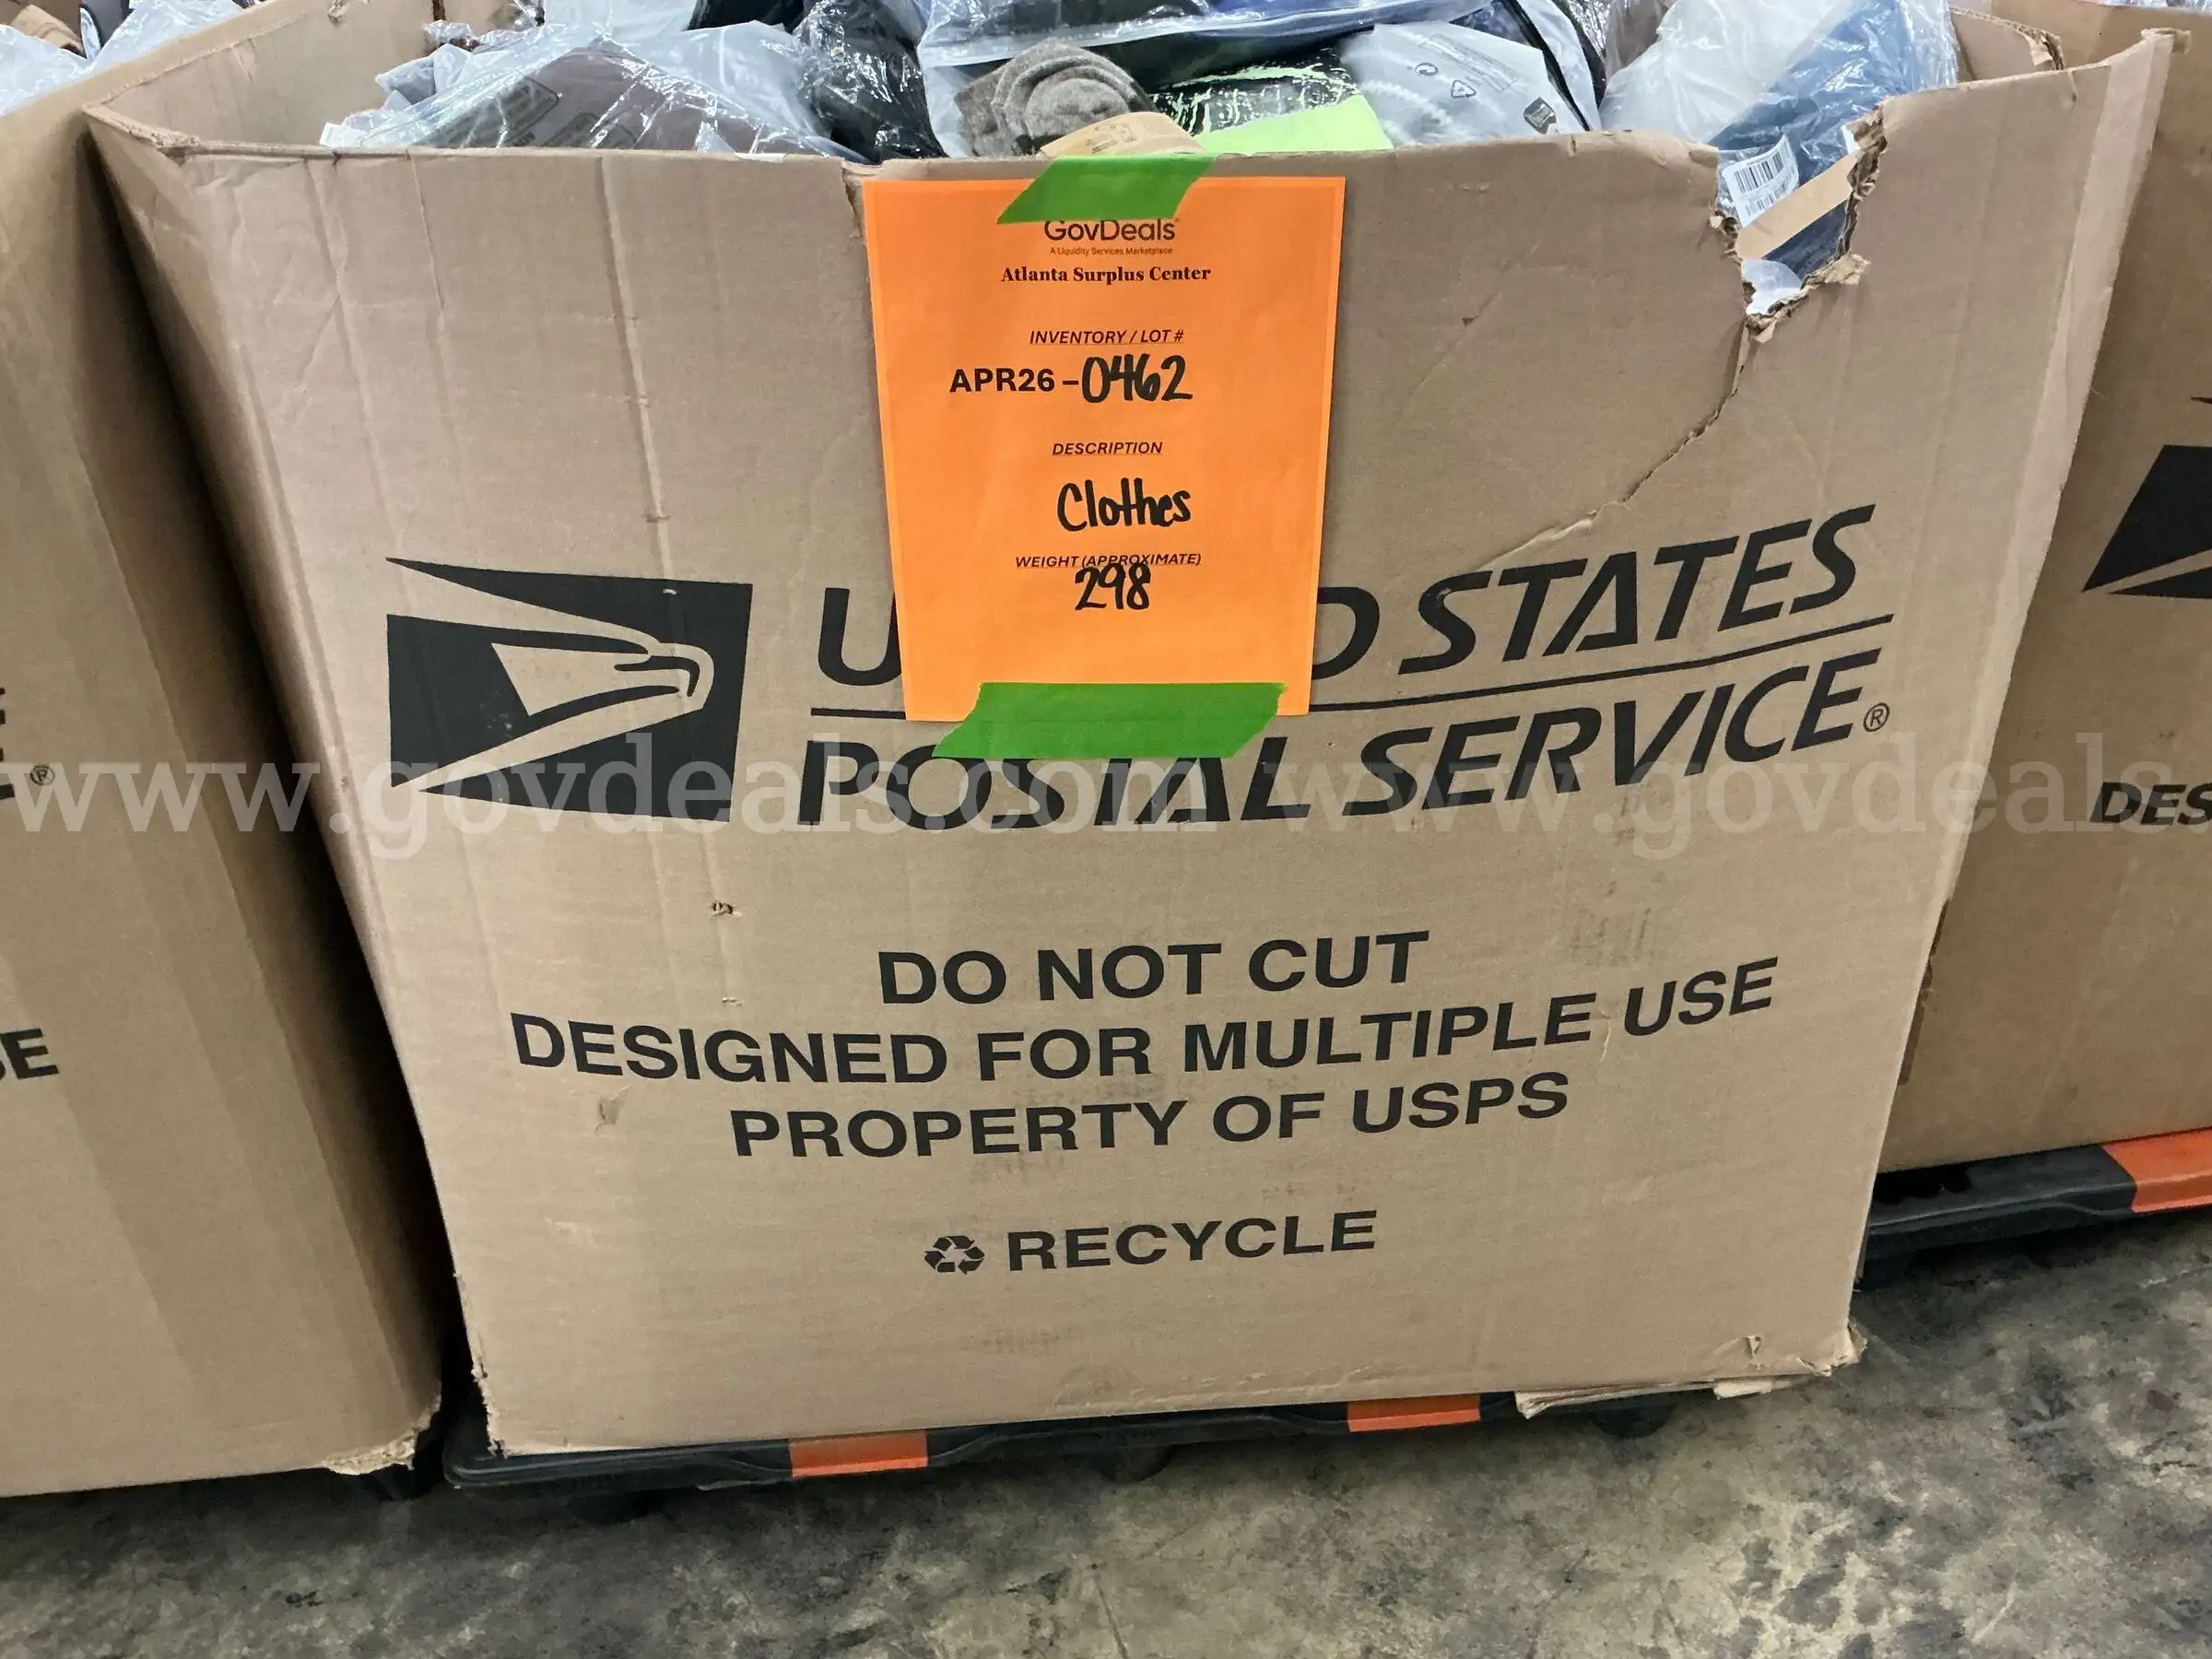 GovDeals
A Liquidity Services Marketplace
Atlanta Surplus Center
INVENTORY / LOT #
APR26 -0462
DESCRIPTION
Clothes
WEIGHT (APPROXIMATE)
298
STATES
POSTAL SERVICE®
www.govdeals.com www.govdeals.
DO NOT CUT
DESIGNED FOR MULTIPLE USE
PROPERTY OF USPS
♻ RECYCLE